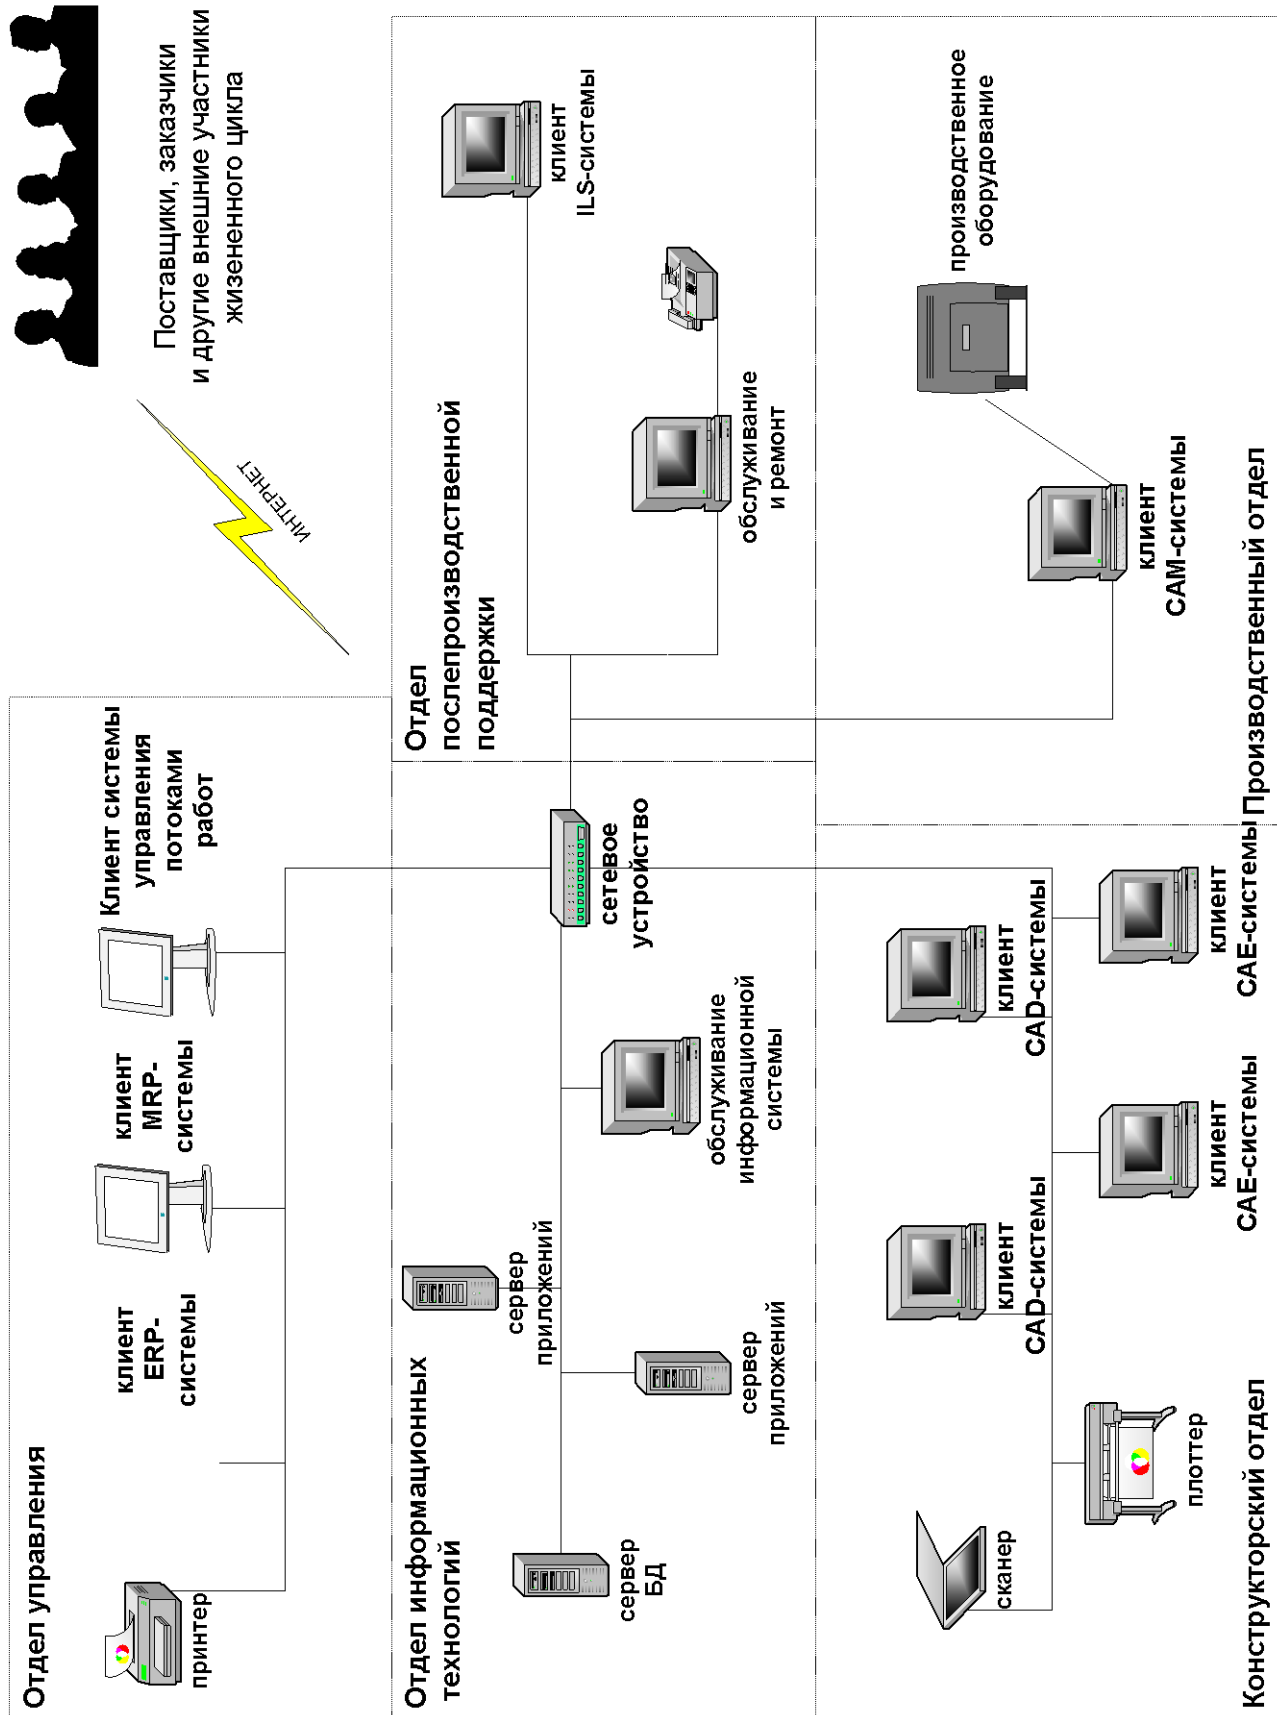 Отдел управления
принтер
клиент
ERP-
системы
клиент
MRP-
системы
Клиент системы
управления
потоками
работ
Поставщики, заказчики
и другие внешние участники
жизененного цикла
ИНТЕРНЕТ
Отдел информационных
технологий
сервер
БД
сервер
приложений
сервер
приложений
обслуживание
информационной
системы
сетевое
устройство
Отдел
послепроизводственной
поддержки
клиент
ILS-системы
обслуживание
и ремонт
Конструкторский отдел
сканер
плоттер
клиент
CAD-системы
клиент
CAD-системы
клиент
CAE-системы
клиент
CAE-системы
Производственный отдел
клиент
CAM-системы
производственное
оборудование